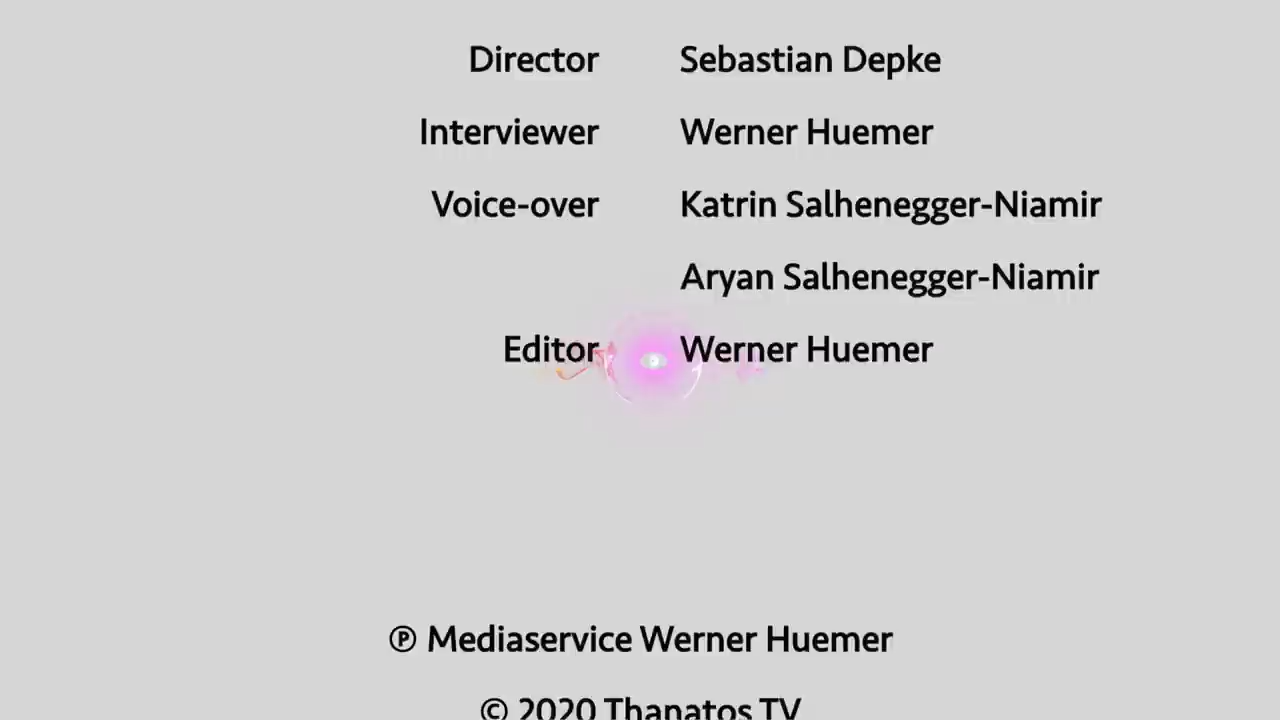 Director Sebastian Depke
Interviewer Werner Huemer
Voice-over Katrin Salhenegger-Niamir
Aryan Salhenegger-Niamir
Editor Werner Huemer
℗ Mediaservice Werner Huemer
© 2020 Thanatos TV